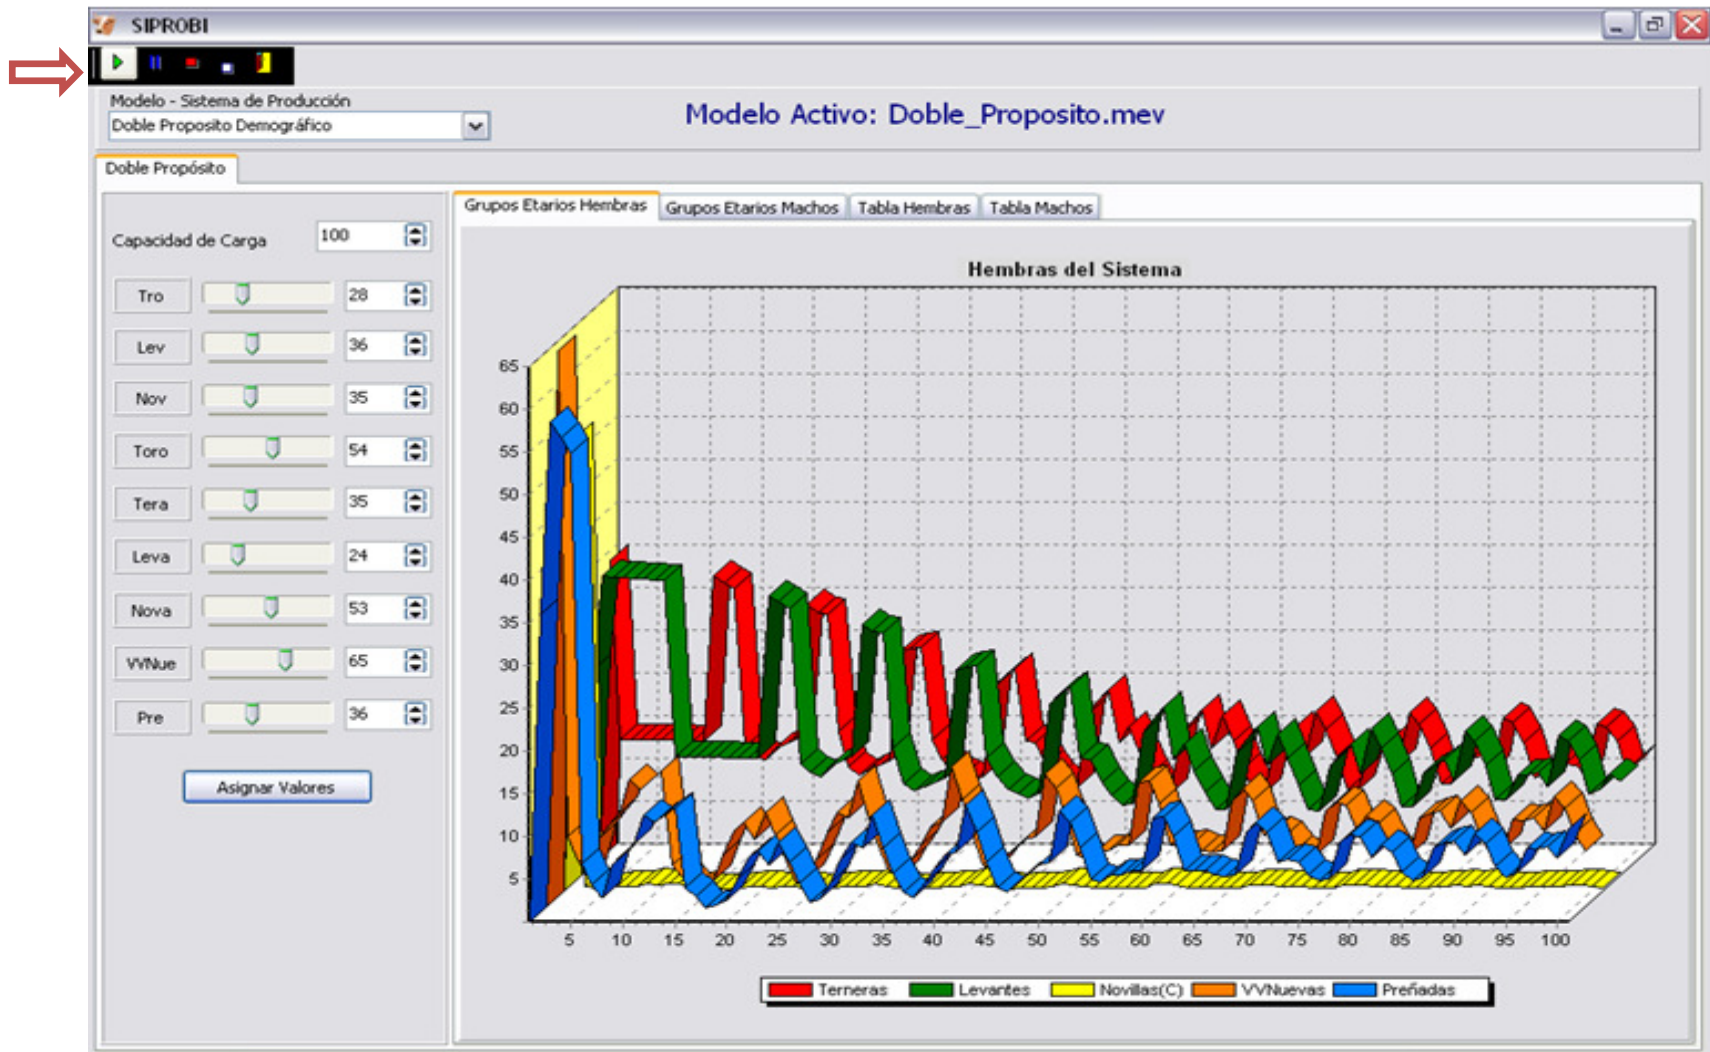 SIPROBI
Modelo - Sistema de Producción
Doble Proposito Demográfico
Modelo Activo: Doble_Proposito.mev
Doble Propósito
Capacidad de Carga 100
Tro 28
Lev 36
Nov 35
Toro 54
Tera 35
Leva 24
Nova 53
VVNue 65
Pre 36
Asignar Valores
Grupos Etarios Hembras Grupos Etarios Machos Tabla Hembras Tabla Machos
Hembras del Sistema
65
60
55
50
45
40
35
30
25
20
15
10
5
5 10 15 20 25 30 35 40 45 50 55 60 65 70 75 80 85 90 95 100
Terneras Levantes Novillas(C) VVNuevas Preñadas